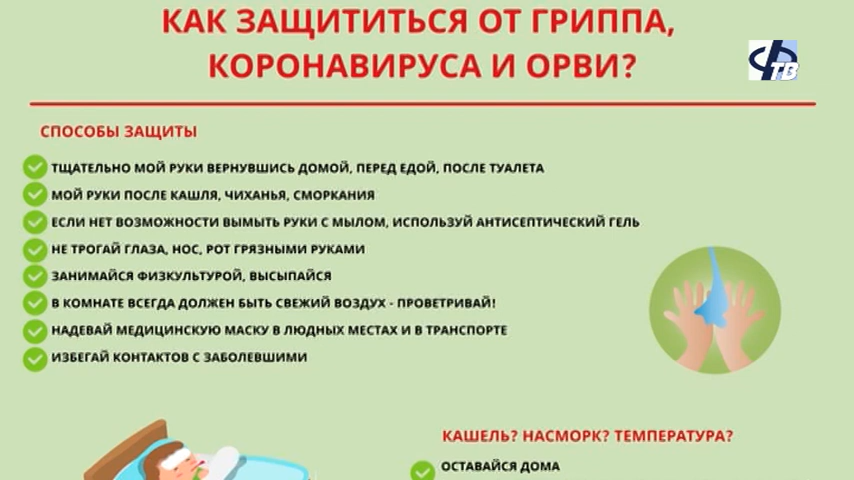 КАК ЗАЩИТИТЬСЯ ОТ ГРИППА,
КОРОНАВИРУСА И ОРВИ?
ФТВ
СПОСОБЫ ЗАЩИТЫ
ТЩАТЕЛЬНО МОЙ РУКИ ВЕРНУВШИСЬ ДОМОЙ, ПЕРЕД ЕДОЙ, ПОСЛЕ ТУАЛЕТА
МОЙ РУКИ ПОСЛЕ КАШЛЯ, ЧИХАНЬЯ, СМОРКАНИЯ
ЕСЛИ НЕТ ВОЗМОЖНОСТИ ВЫМЫТЬ РУКИ С МЫЛОМ, ИСПОЛЬЗУЙ АНТИСЕПТИЧЕСКИЙ ГЕЛЬ
НЕ ТРОГАЙ ГЛАЗА, НОС, РОТ ГРЯЗНЫМИ РУКАМИ
ЗАНИМАЙСЯ ФИЗКУЛЬТУРОЙ, ВЫСЫПАЙСЯ
В КОМНАТЕ ВСЕГДА ДОЛЖЕН БЫТЬ СВЕЖИЙ ВОЗДУХ - ПРОВЕТРИВАЙ!
НАДЕВАЙ МЕДИЦИНСКУЮ МАСКУ В ЛЮДНЫХ МЕСТАХ И В ТРАНСПОРТЕ
ИЗБЕГАЙ КОНТАКТОВ С ЗАБОЛЕВШИМИ
КАШЕЛЬ? НАСМОРК? ТЕМПЕРАТУРА?
ОСТАВАЙСЯ ДОМА